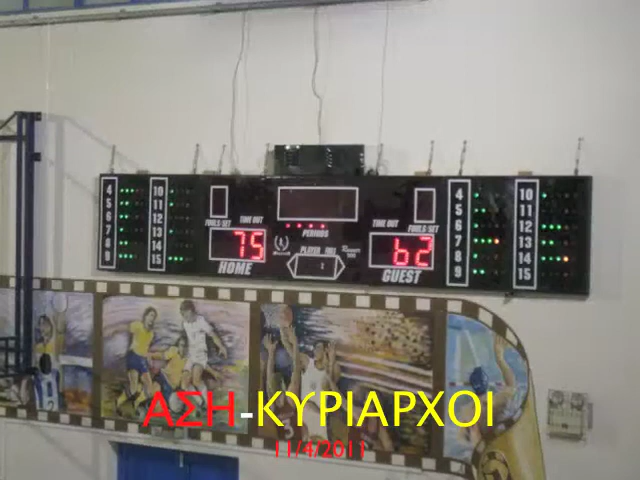 4 10
5 11
6 12
7 13
8 14
9 15
FOULS/SET TIME OUT
75
HOME
PERIODS
PLAYER FOUL
TIME OUT FOULS/SET
62
GUEST
4 10
5 11
6 12
7 13
8 14
9 15
ΑΣΗ-ΚΥΡΙΑΡΧΟΙ
11/4/2011